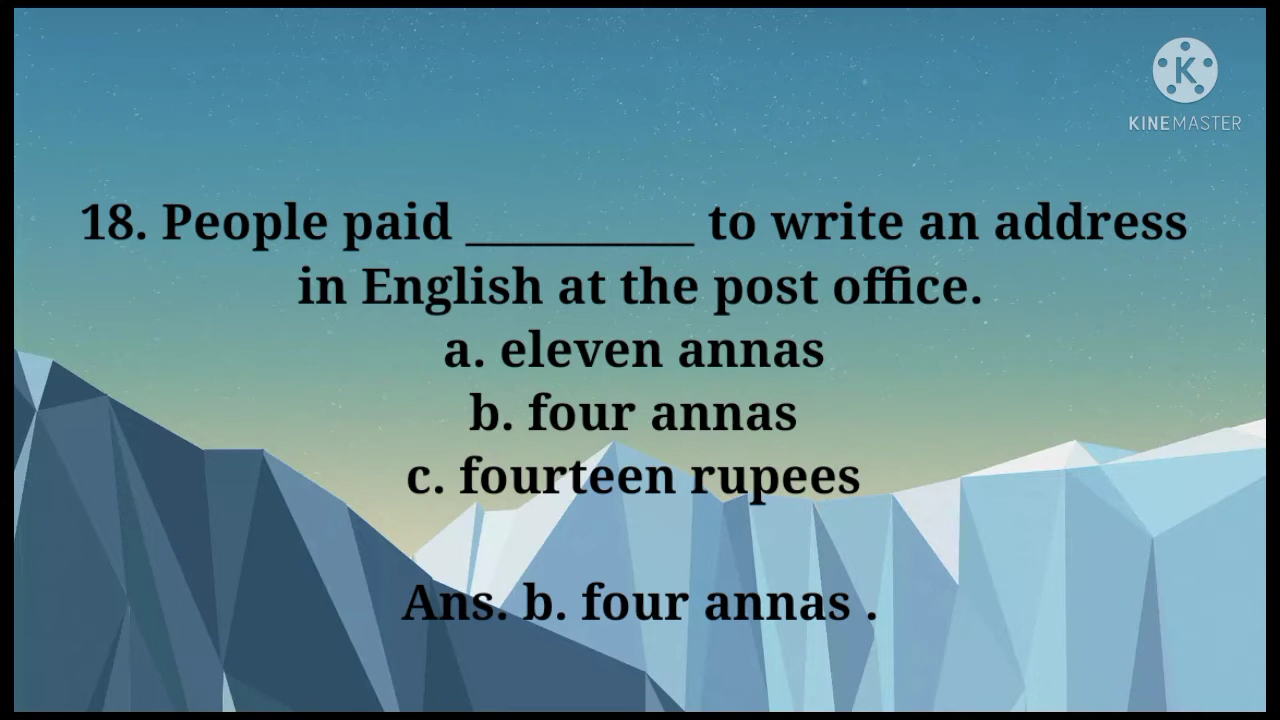 K
KINEMASTER
18. People paid __________ to write an address
in English at the post office.
a. eleven annas
b. four annas
c. fourteen rupees
Ans. b. four annas .